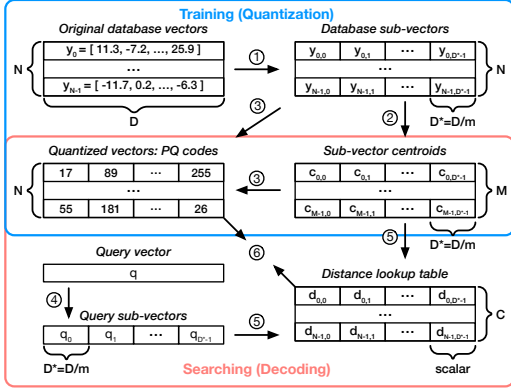 Training (Quantization)
Original database vectors
N
y0 = [ 11.3, -7.2, ..., 25.9 ]
...
yN-1 = [ -11.7, 0.2, ..., -6.3 ]
D
①
Database sub-vectors
y0,0 y0,1 ... y0,D*-1
...
yN-1,0 yN-1,1 ... yN-1,D*-1
N
D*=D/m
③
②
Quantized vectors: PQ codes
N
17 89 ... 255
...
55 181 ... 26
③
Sub-vector centroids
c0,0 c0,1 ... c0,D*-1
...
cM-1,0 cM-1,1 ... cM-1,D*-1
M
D*=D/m
⑤
⑥
Query vector
q
④
Query sub-vectors
q0 q1 ... qD*-1
D*=D/m
⑤
Distance lookup table
d0,0 d0,1 ... d0,D*-1
...
dN-1,0 dN-1,1 ... dN-1,D*-1
C
scalar
Searching (Decoding)